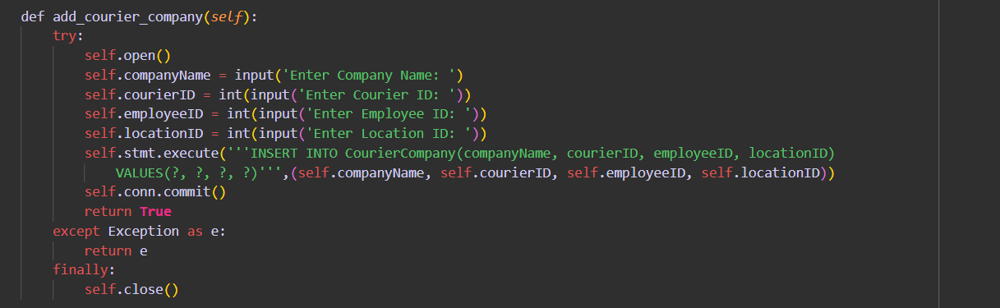 def add_courier_company(self):
try:
self.open()
self.companyName = input('Enter Company Name: ')
self.courierID = int(input('Enter Courier ID: '))
self.employeeID = int(input('Enter Employee ID: '))
self.locationID = int(input('Enter Location ID: '))
self.stmt.execute('''INSERT INTO CourierCompany(companyName, courierID, employeeID, locationID)
VALUES(?, ?, ?, ?)''',(self.companyName, self.courierID, self.employeeID, self.locationID))
self.conn.commit()
return True
except Exception as e:
return e
finally:
self.close()